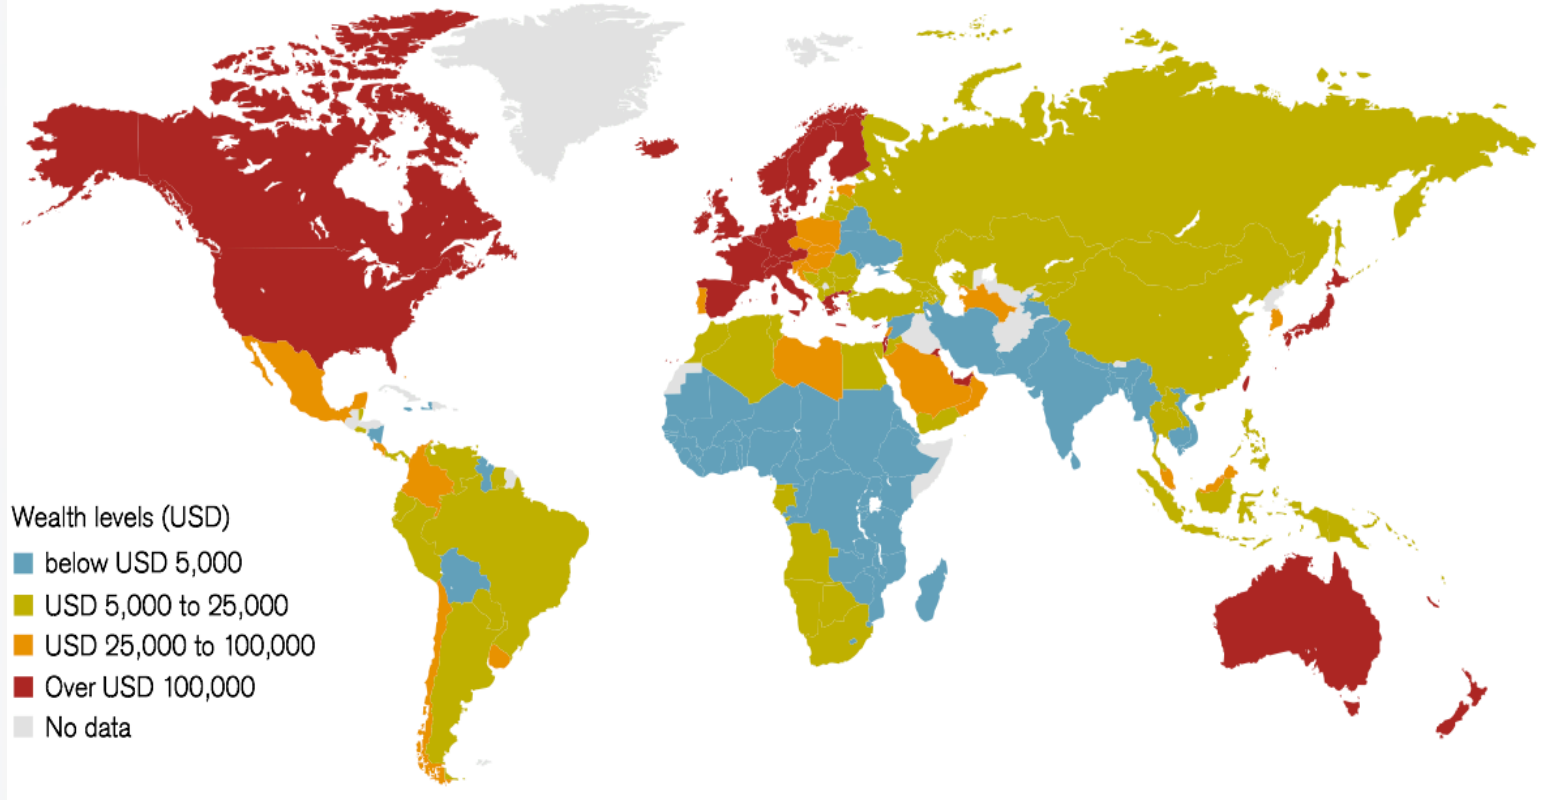 Wealth levels (USD)
below USD 5,000
USD 5,000 to 25,000
USD 25,000 to 100,000
Over USD 100,000
No data